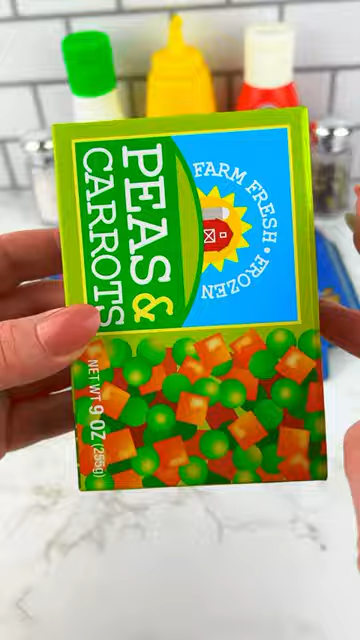 PEAS &
CARROTS
FARM FRESH • FROZEN
NET WT 9 OZ (255g)